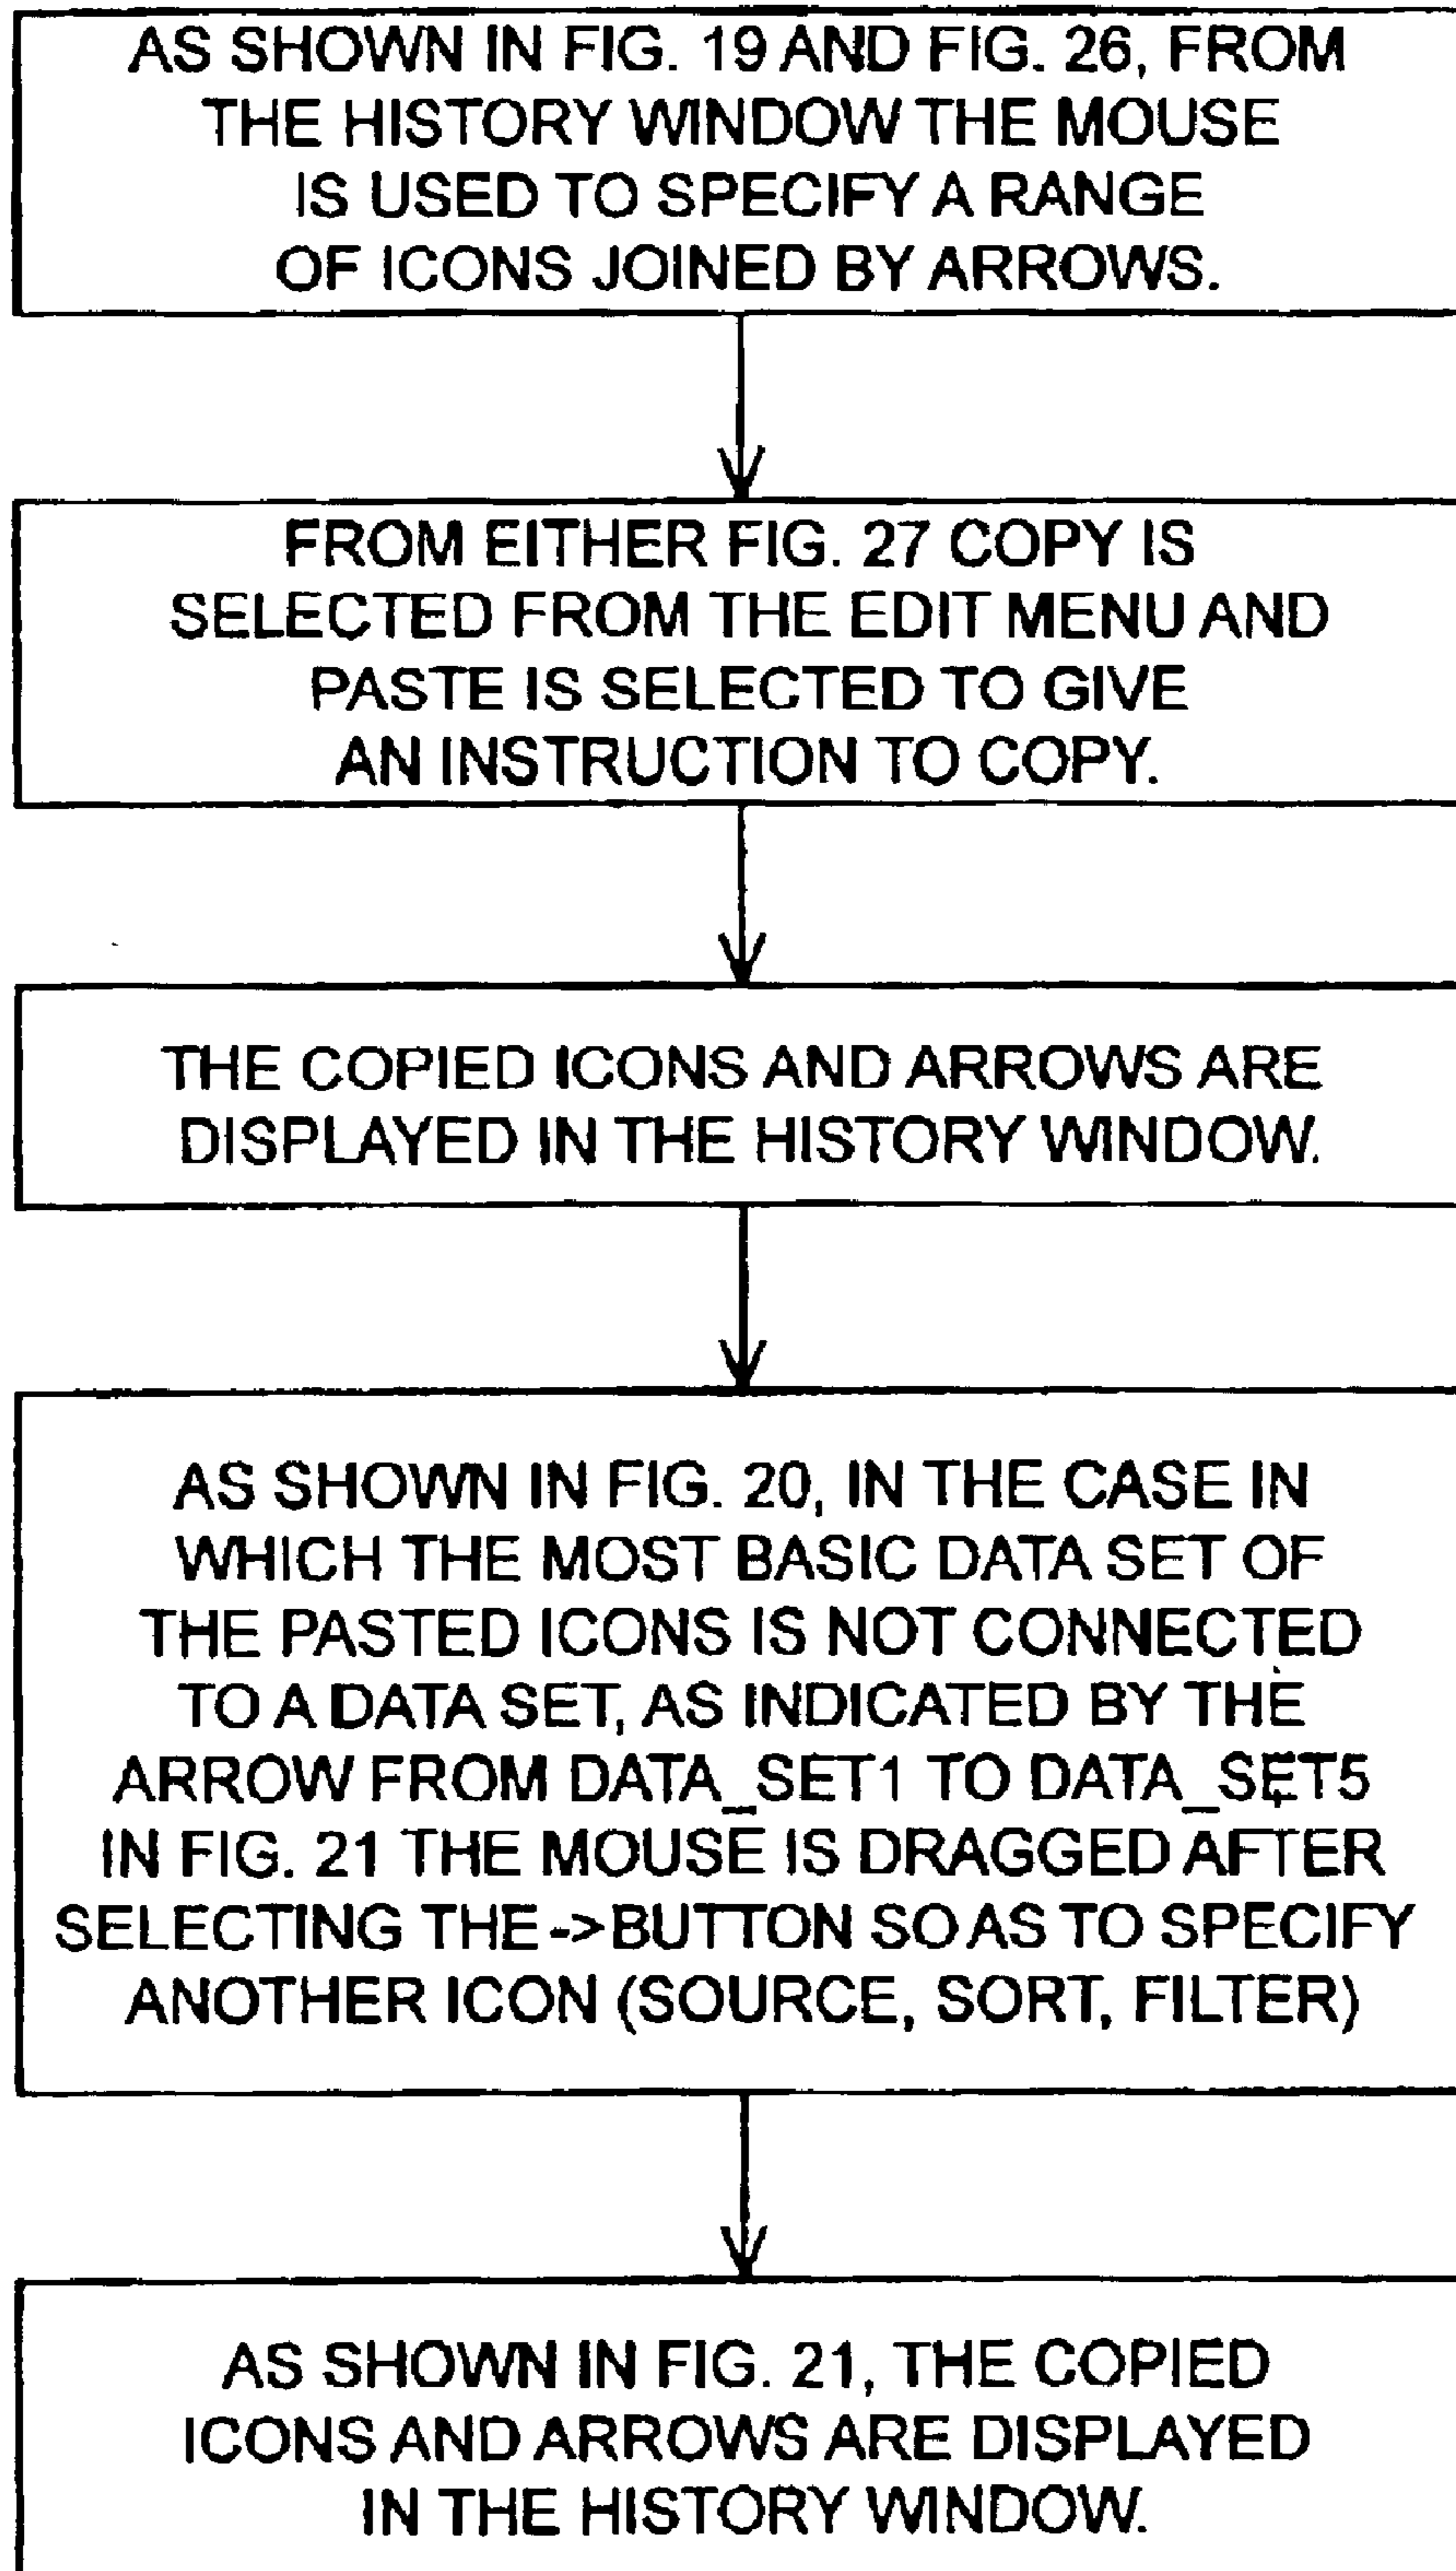 AS SHOWN IN FIG. 19 AND FIG. 26, FROM
THE HISTORY WINDOW THE MOUSE
IS USED TO SPECIFY A RANGE
OF ICONS JOINED BY ARROWS.
FROM EITHER FIG. 27 COPY IS
SELECTED FROM THE EDIT MENU AND
PASTE IS SELECTED TO GIVE
AN INSTRUCTION TO COPY.
THE COPIED ICONS AND ARROWS ARE
DISPLAYED IN THE HISTORY WINDOW.
AS SHOWN IN FIG. 20, IN THE CASE IN
WHICH THE MOST BASIC DATA SET OF
THE PASTED ICONS IS NOT CONNECTED
TO A DATA SET, AS INDICATED BY THE
ARROW FROM DATA_SET1 TO DATA_SET5
IN FIG. 21 THE MOUSE IS DRAGGED AFTER
SELECTING THE -> BUTTON SO AS TO SPECIFY
ANOTHER ICON (SOURCE, SORT, FILTER)
AS SHOWN IN FIG. 21, THE COPIED
ICONS AND ARROWS ARE DISPLAYED
IN THE HISTORY WINDOW.